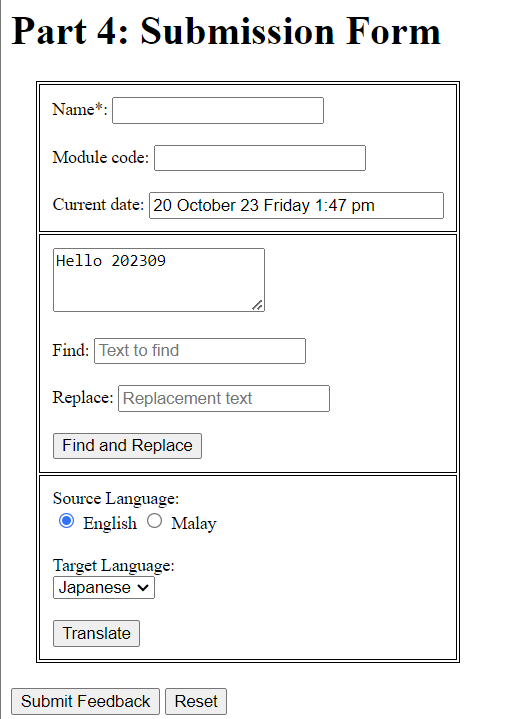 Part 4: Submission Form
Name*:
Module code:
Current date: 20 October 23 Friday 1:47 pm
Hello 202309
Find: Text to find
Replace: Replacement text
Find and Replace
Source Language:
English Malay
Target Language:
Japanese
Translate
Submit Feedback Reset